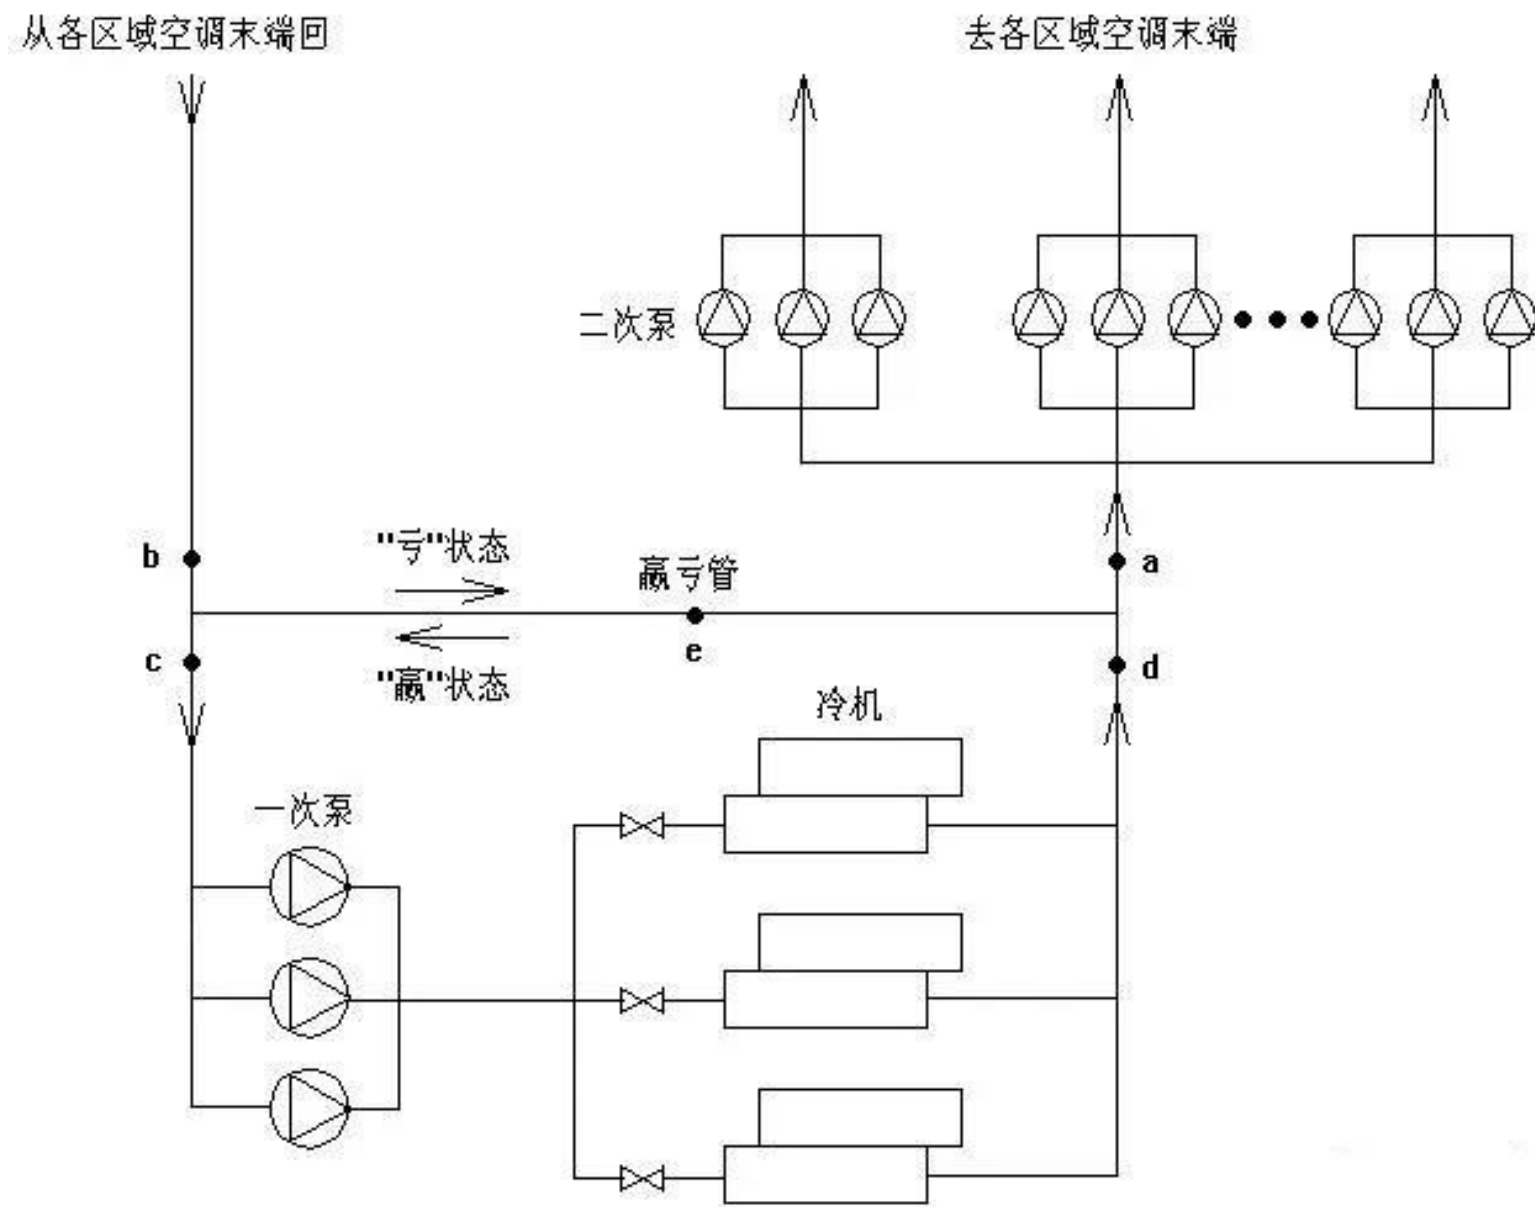 从各区域空调末端回
去各区域空调末端
二次泵
"亏"状态
赢亏管
b
a
e
c
d
"赢"状态
冷机
一次泵